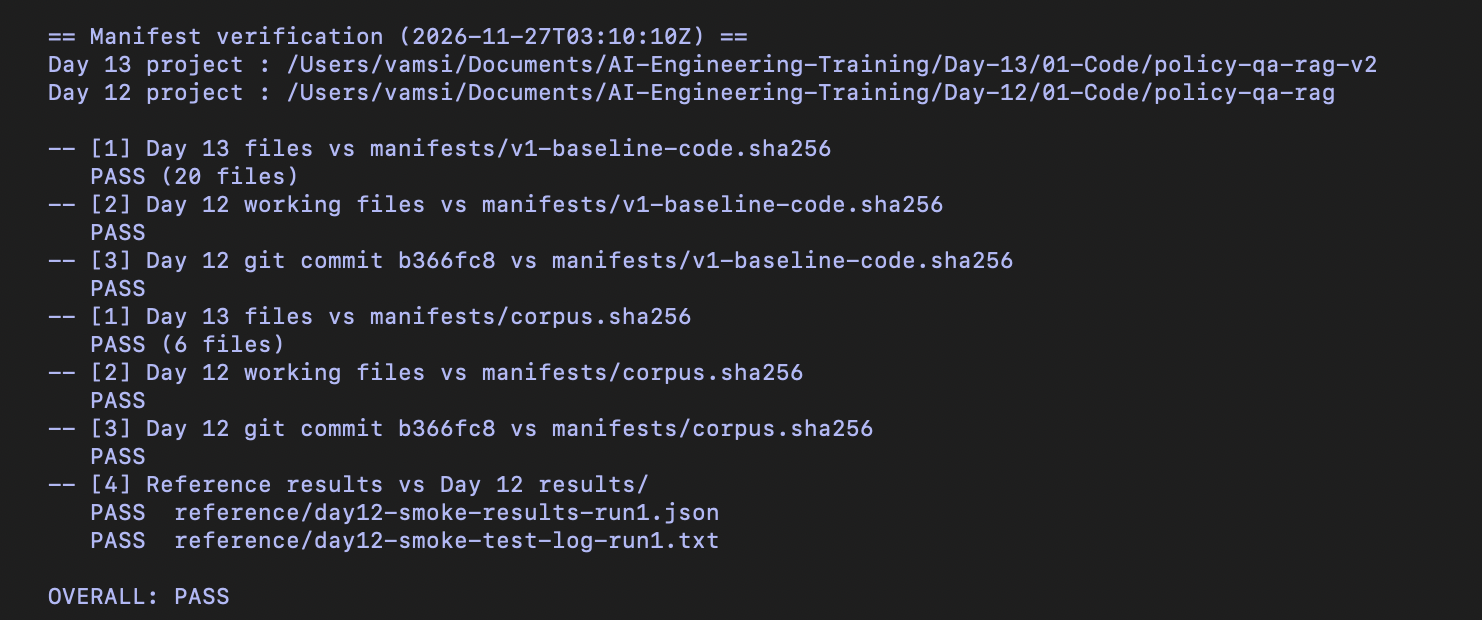 == Manifest verification (2026-11-27T03:10:10Z) ==
Day 13 project : /Users/vamsi/Documents/AI-Engineering-Training/Day-13/01-Code/policy-qa-rag-v2
Day 12 project : /Users/vamsi/Documents/AI-Engineering-Training/Day-12/01-Code/policy-qa-rag
-- [1] Day 13 files vs manifests/v1-baseline-code.sha256
PASS (20 files)
-- [2] Day 12 working files vs manifests/v1-baseline-code.sha256
PASS
-- [3] Day 12 git commit b366fc8 vs manifests/v1-baseline-code.sha256
PASS
-- [1] Day 13 files vs manifests/corpus.sha256
PASS (6 files)
-- [2] Day 12 working files vs manifests/corpus.sha256
PASS
-- [3] Day 12 git commit b366fc8 vs manifests/corpus.sha256
PASS
-- [4] Reference results vs Day 12 results/
PASS  reference/day12-smoke-results-run1.json
PASS  reference/day12-smoke-test-log-run1.txt
OVERALL: PASS